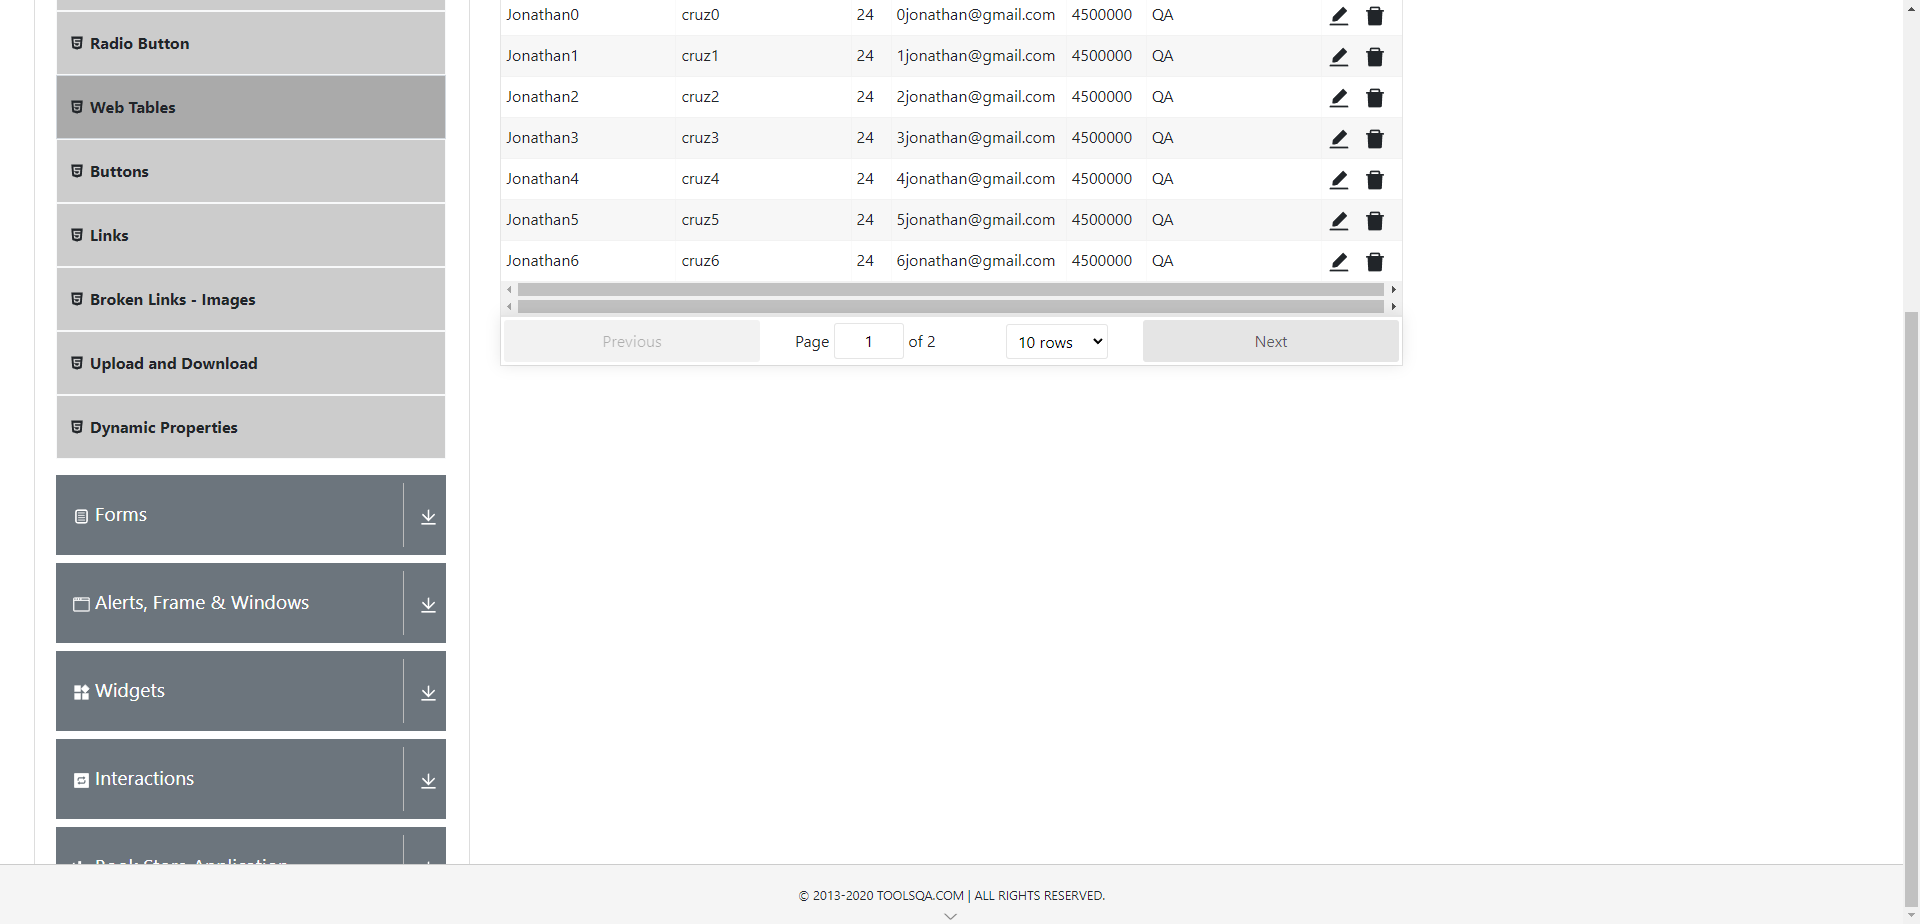 Radio Button
Web Tables
Buttons
Links
Broken Links - Images
Upload and Download
Dynamic Properties
Forms
Alerts, Frame & Windows
Widgets
Interactions
Book Store Application
Jonathan0 cruz0 24 0jonathan@gmail.com 4500000 QA
Jonathan1 cruz1 24 1jonathan@gmail.com 4500000 QA
Jonathan2 cruz2 24 2jonathan@gmail.com 4500000 QA
Jonathan3 cruz3 24 3jonathan@gmail.com 4500000 QA
Jonathan4 cruz4 24 4jonathan@gmail.com 4500000 QA
Jonathan5 cruz5 24 5jonathan@gmail.com 4500000 QA
Jonathan6 cruz6 24 6jonathan@gmail.com 4500000 QA
Previous Page 1 of 2 10 rows Next
© 2013-2020 TOOLSQA.COM | ALL RIGHTS RESERVED.